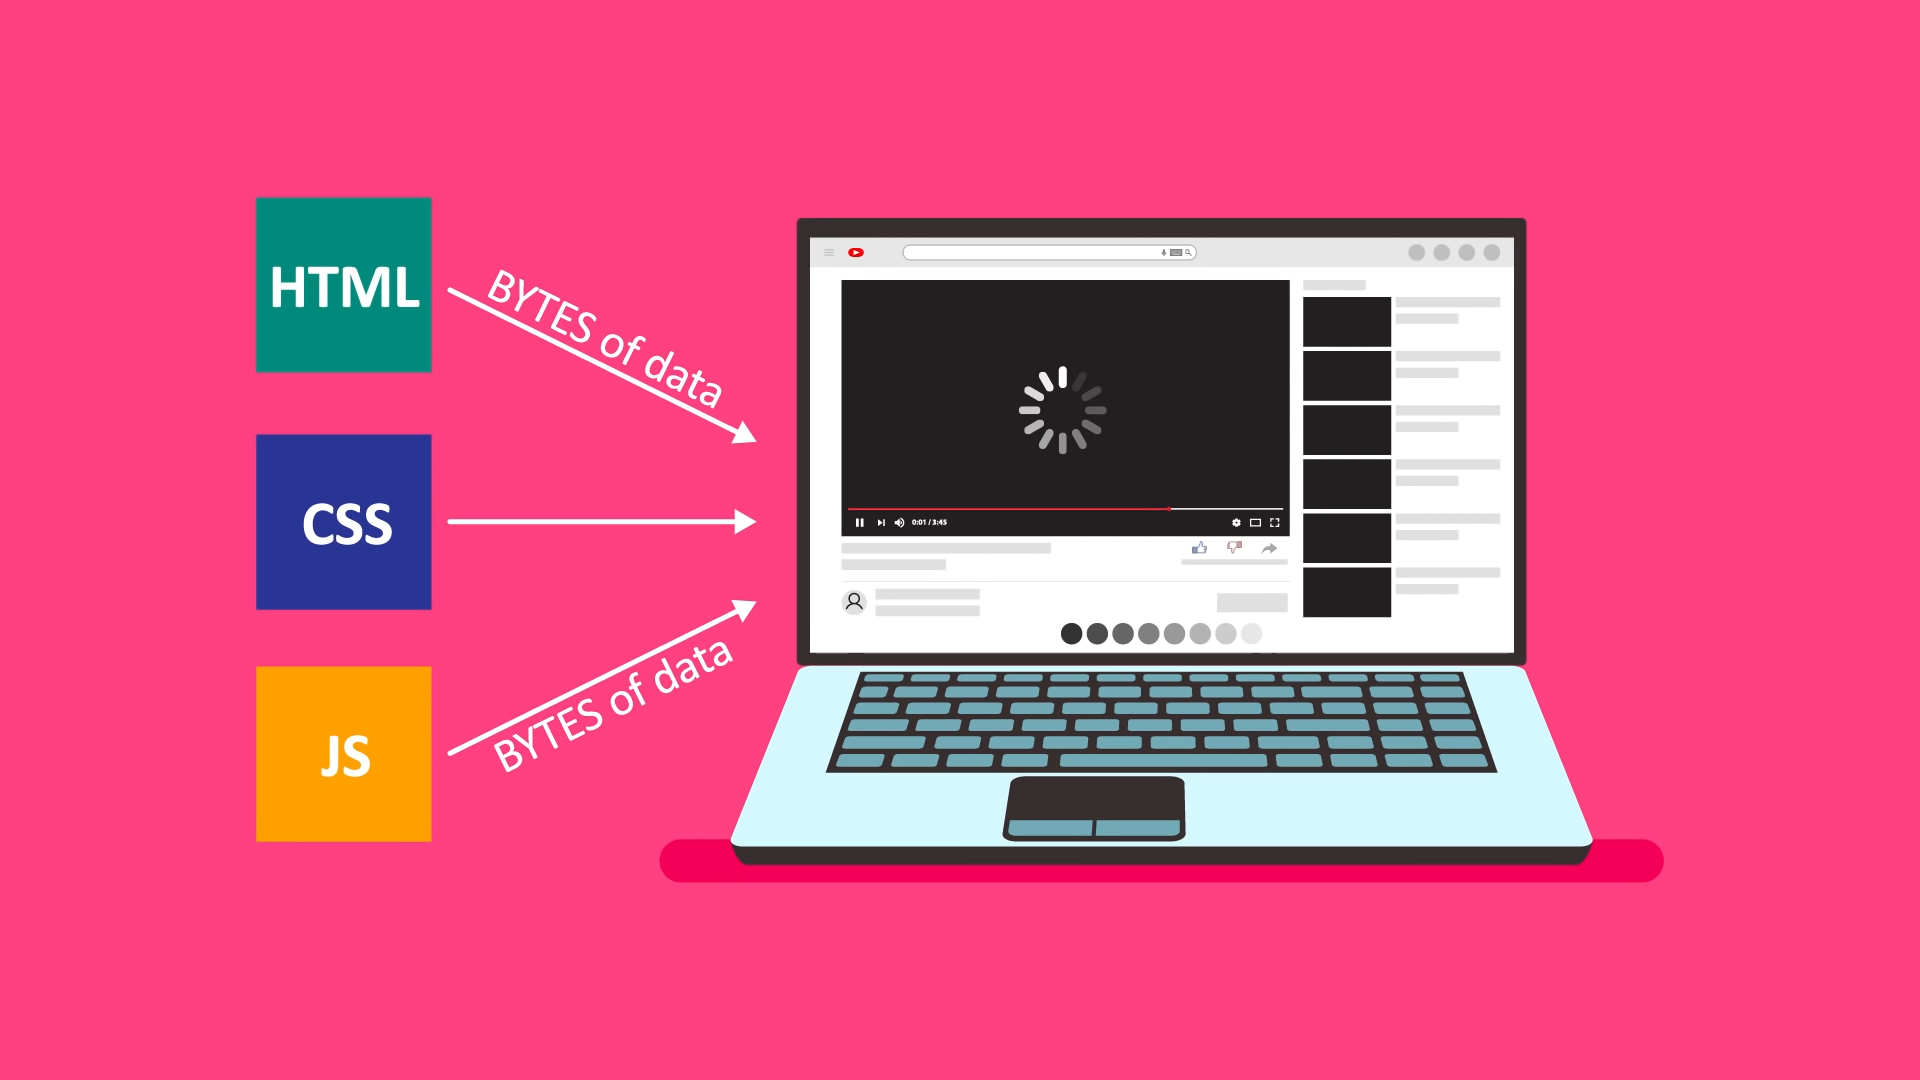 HTML
BYTES of data
CSS
JS
BYTES of data
0:01 / 3:45